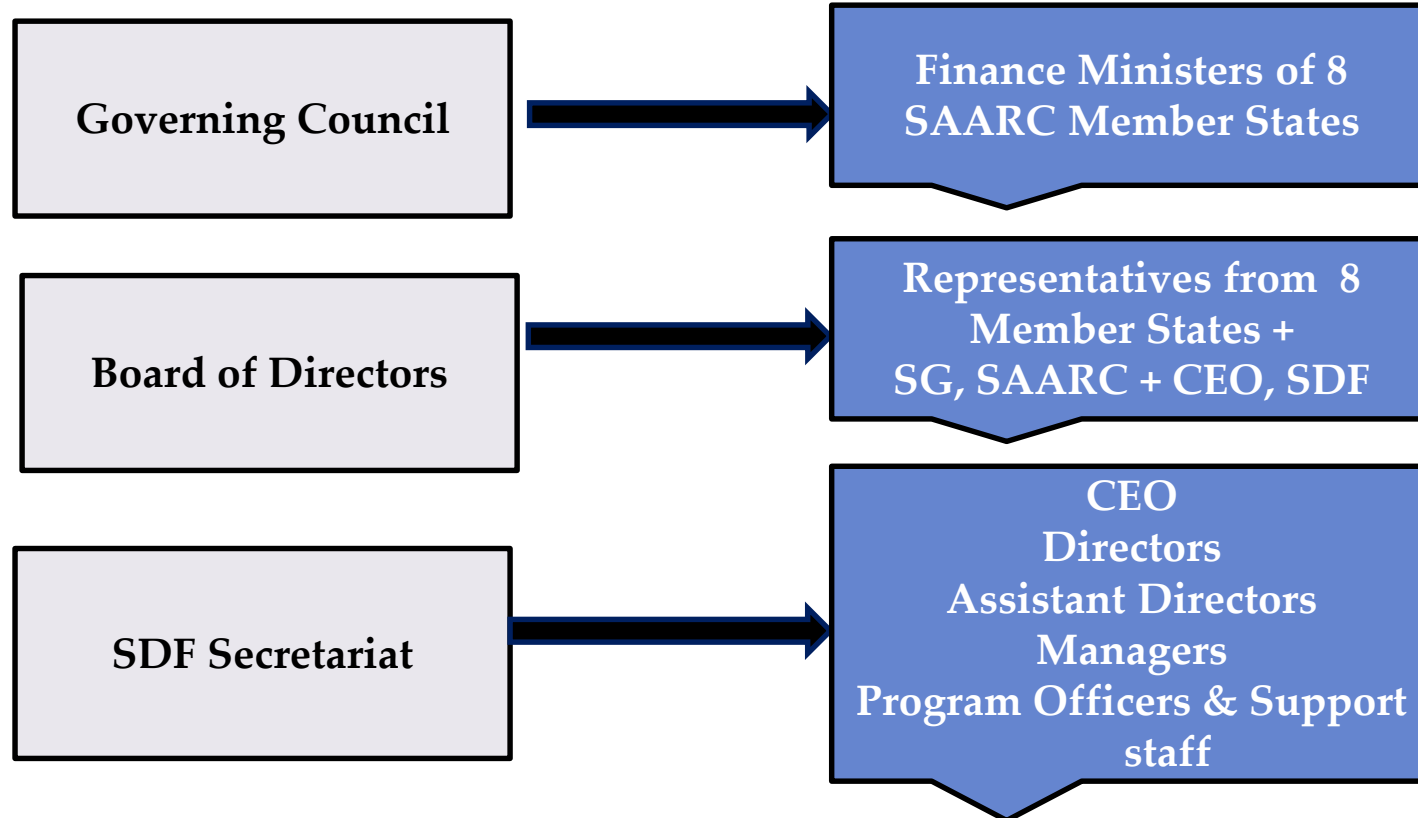 Governing Council
Finance Ministers of 8
SAARC Member States
Board of Directors
Representatives from 8
Member States +
SG, SAARC + CEO, SDF
SDF Secretariat
CEO
Directors
Assistant Directors
Managers
Program Officers & Support
staff